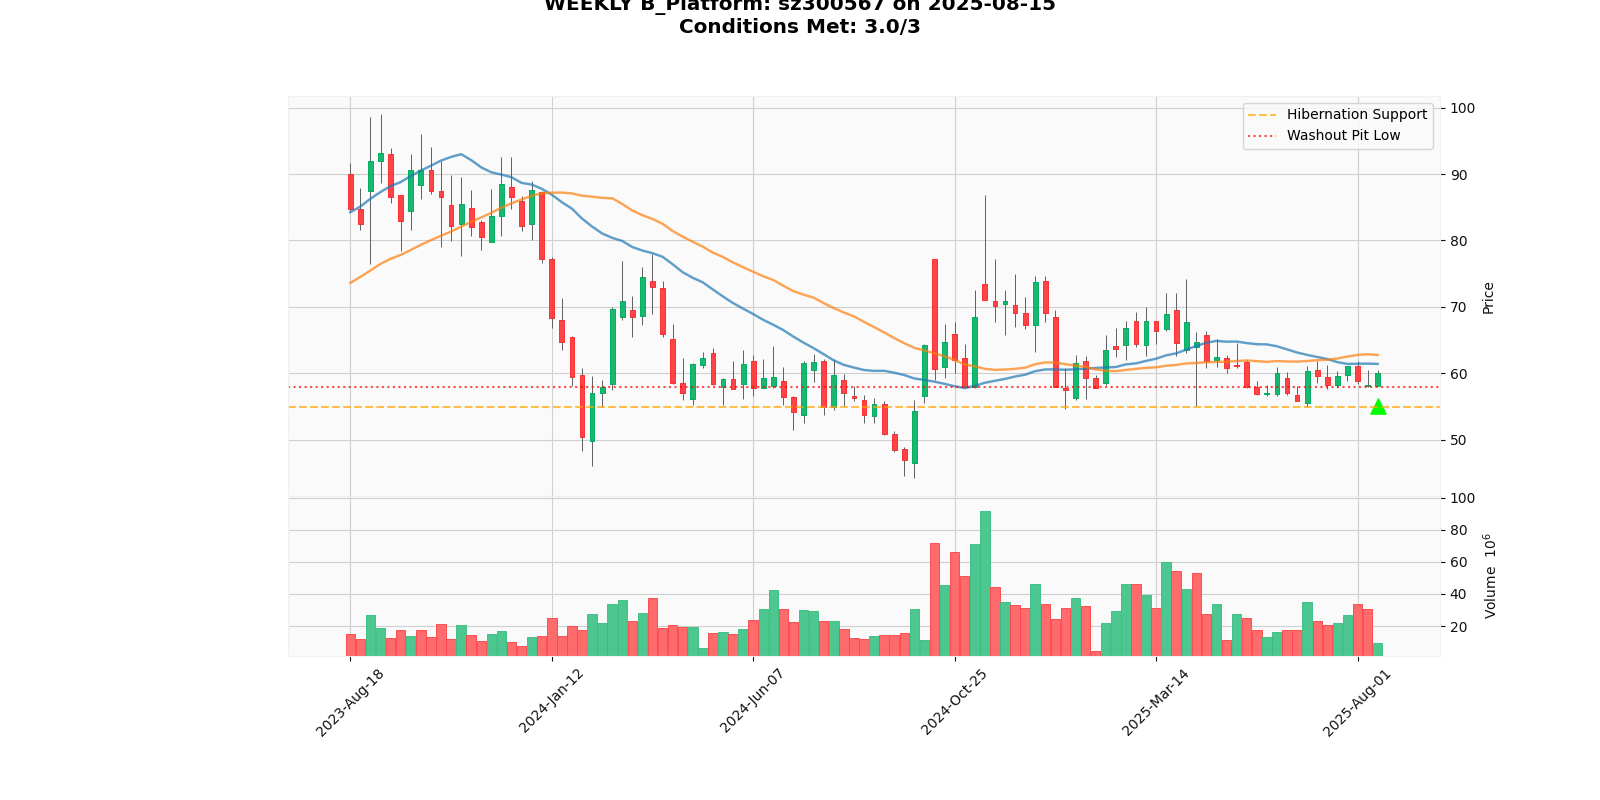 WEEKLY B_Platform: sz300567 on 2025-08-15
Conditions Met: 3.0/3
Hibernation Support
Washout Pit Low
100
90
80
70
60
50
Price
100
80
60
40
20
Volume 10⁶
2023-Aug-18
2024-Jan-12
2024-Jun-07
2024-Oct-25
2025-Mar-14
2025-Aug-01